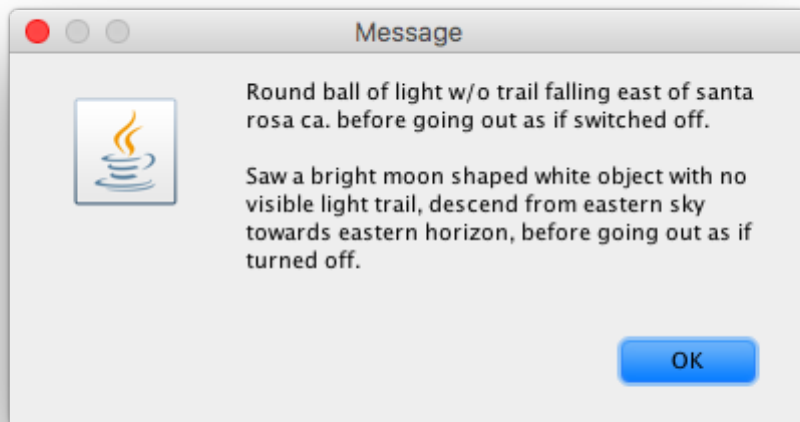 Message
Round ball of light w/o trail falling east of santa
rosa ca. before going out as if switched off.
Saw a bright moon shaped white object with no
visible light trail, descend from eastern sky
towards eastern horizon, before going out as if
turned off.
OK